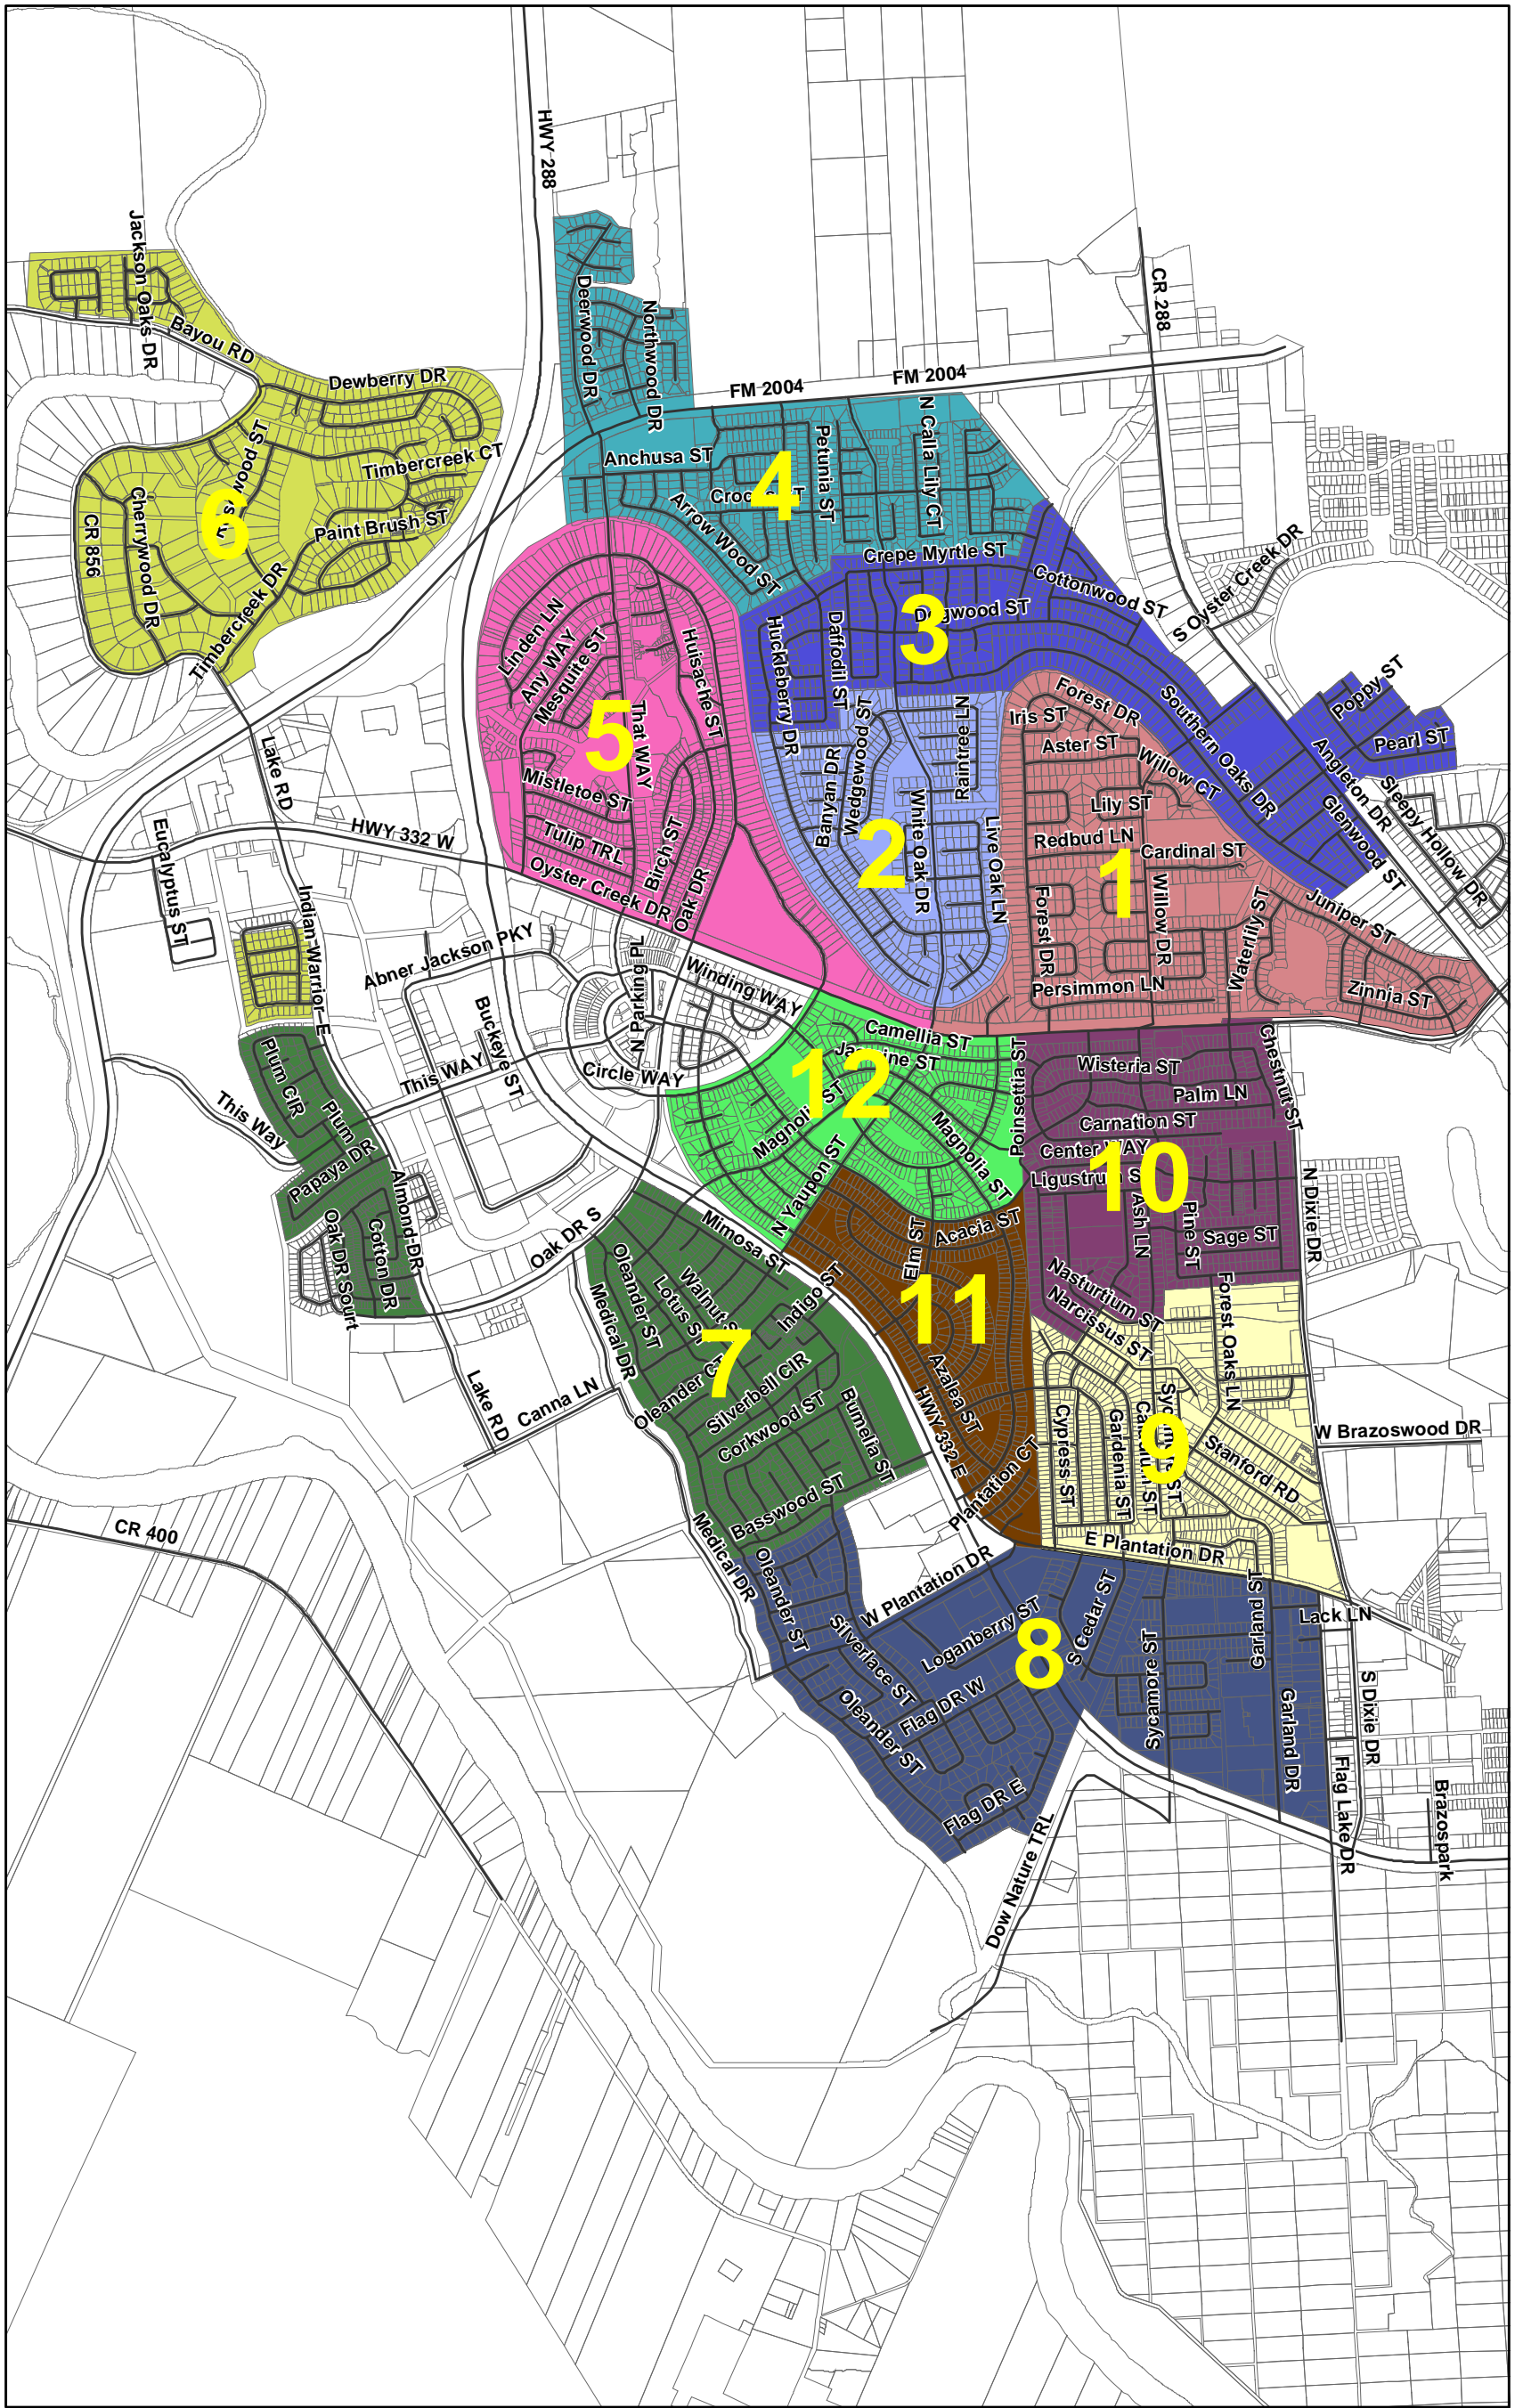 HWY 288
Jackson Oaks DR
Bayou RD
Dewberry DR
Deerwood DR
Northwood DR
FM 2004
FM 2004
CR 288
Timbercreek CT
Anchusa ST
Petunia ST
N Calla Lily CT
4
Arrow Wood ST
Cherrywood DR
CR 856
6
Paint Brush ST
Timbercreek DR
Crepe Myrtle ST
Cottonwood ST
S Oyster Creek DR
Dogwood ST
3
Linden LN
Any WAY
Mesquite ST
Huisache ST
Huckleberry DR
Daffodil ST
5
That WAY
Forest DR
Iris ST
Aster ST
Southern Oaks DR
Poppy ST
Pearl ST
Angleton DR
Sleepy Hollow DR
Glenwood ST
Willow CT
Lily ST
Redbud LN
Cardinal ST
1
Raintree LN
Wedgewood ST
Banyan DR
White Oak DR
2
Live Oak LN
Lake RD
HWY 332 W
Mistletoe ST
Tulip TRL
Birch ST
Oyster Creek DR
Oak DR
Eucalyptus ST
Indian Warrior E
Abner Jackson PKY
N Parking PL
Winding WAY
Forest DR
Willow DR
Waterlily ST
Juniper ST
Persimmon LN
Zinnia ST
Buckeye ST
Camellia ST
Jasmine ST
12
Circle WAY
This WAY
Poinsettia ST
Wisteria ST
Chestnut ST
Palm LN
Carnation ST
Center WAY
10
Ligustrum ST
Plum CIR
Plum
This Way
Papaya DR
Almond DR
Cotton DR
Oak DR Sourt
Oak DR S
Magnolia ST
Magnolia ST
N Yaupon ST
Ash LN
Pine ST
Sage ST
N Dixie DR
Mimosa ST
Elm ST
Acacia ST
11
Oleander ST
Medical DR
Lotus ST
Indigo ST
7
Nasturtium ST
Narcissus ST
Forest Oaks LN
Oleander CT
Silverbell CIR
Corkwood ST
Bumelia ST
Azalea ST
HWY 332 E
Lake RD
Canna LN
Cypress ST
Gardenia ST
9
Stanford RD
W Brazoswood DR
Basswood ST
Plantation CT
E Plantation DR
CR 400
Medical DR
Oleander ST
W Plantation DR
Loganberry ST
8
S Cedar ST
Silverlace ST
Flag DR W
Oleander ST
Sycamore ST
Garland ST
Lack LN
S Dixie DR
Garland DR
Flag Lake DR
Brazospark
Flag DR E
Dow Nature TRL